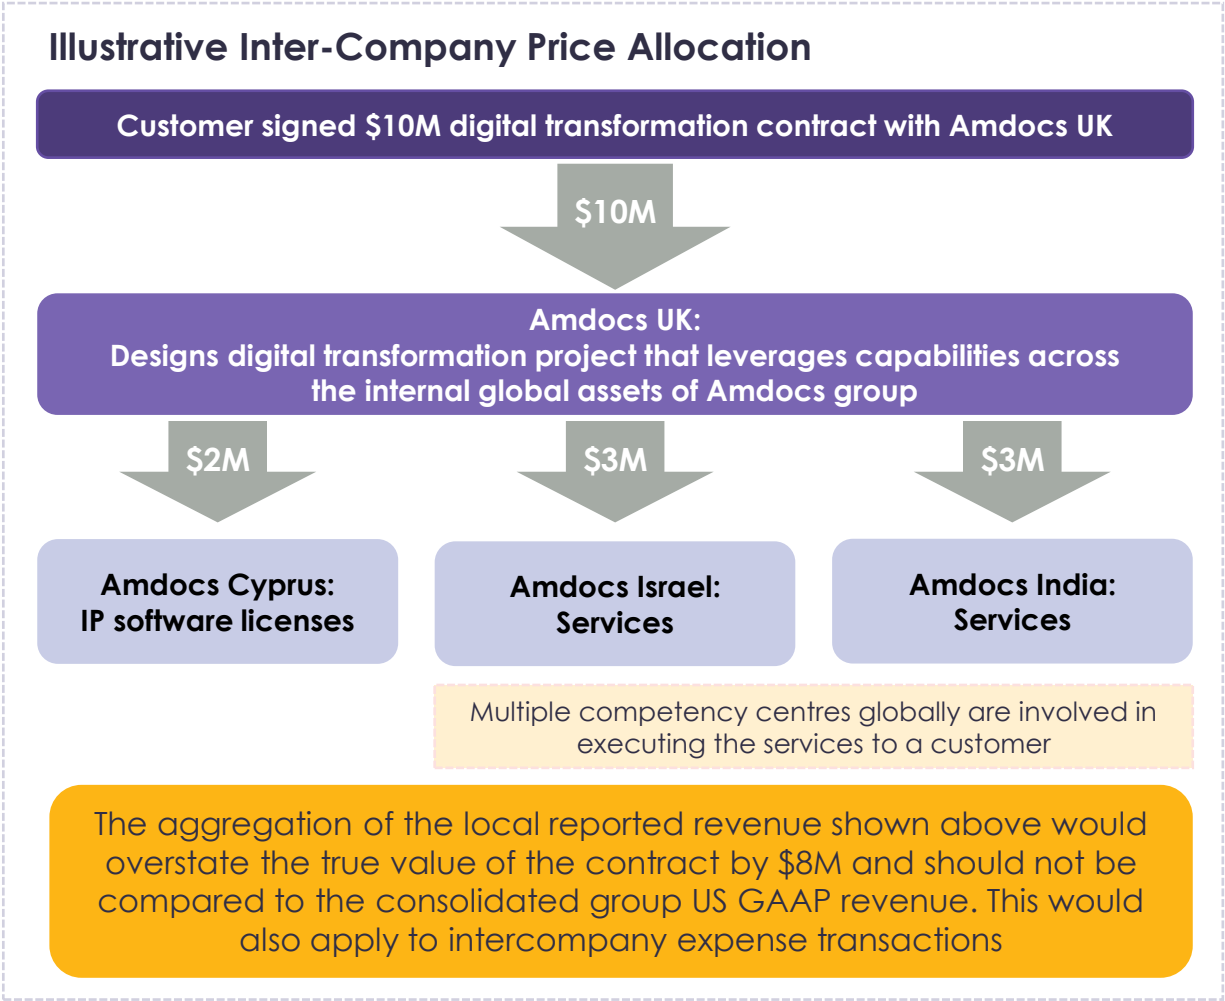 Illustrative Inter-Company Price Allocation
Customer signed $10M digital transformation contract with Amdocs UK
$10M
Amdocs UK:
Designs digital transformation project that leverages capabilities across
the internal global assets of Amdocs group
$2M
$3M
$3M
Amdocs Cyprus:
IP software licenses
Amdocs Israel:
Services
Amdocs India:
Services
Multiple competency centres globally are involved in
executing the services to a customer
The aggregation of the local reported revenue shown above would
overstate the true value of the contract by $8M and should not be
compared to the consolidated group US GAAP revenue. This would
also apply to intercompany expense transactions